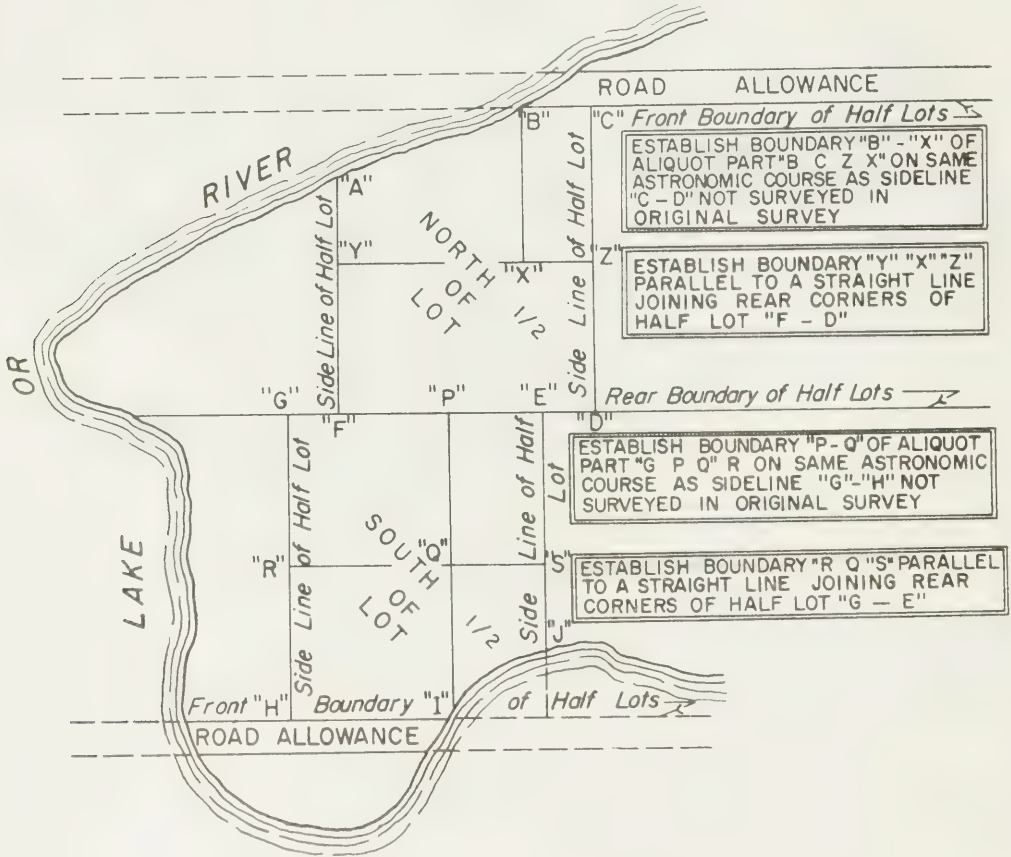 ROAD ALLOWANCE
"B" "C" Front Boundary of Half Lots
ESTABLISH BOUNDARY "B" - "X" OF
ALIQUOT PART "B C Z X" ON SAME
ASTRONOMIC COURSE AS SIDELINE
"C - D" NOT SURVEYED IN
ORIGINAL SURVEY
RIVER
"A"
Side Line of Half Lot
Side Line of Half Lot
NORTH
OF
LOT
1/2
"Y" "X" "Z"
ESTABLISH BOUNDARY "Y" "X" "Z"
PARALLEL TO A STRAIGHT LINE
JOINING REAR CORNERS OF
HALF LOT "F - D"
OR
"G" "P" "E" Rear Boundary of Half Lots
"F" "D"
ESTABLISH BOUNDARY "P-Q" OF ALIQUOT
PART "G P Q" R ON SAME ASTRONOMIC
COURSE AS SIDELINE "G"-"H" NOT
SURVEYED IN ORIGINAL SURVEY
Side Line of Half Lot
Side Line of Half Lot
SOUTH
OF
LOT
1/2
"R" "Q" "S"
ESTABLISH BOUNDARY "R Q "S" PARALLEL
TO A STRAIGHT LINE JOINING REAR
CORNERS OF HALF LOT "G - E"
LAKE
"J"
Front "H" Boundary "I" of Half Lots
ROAD ALLOWANCE